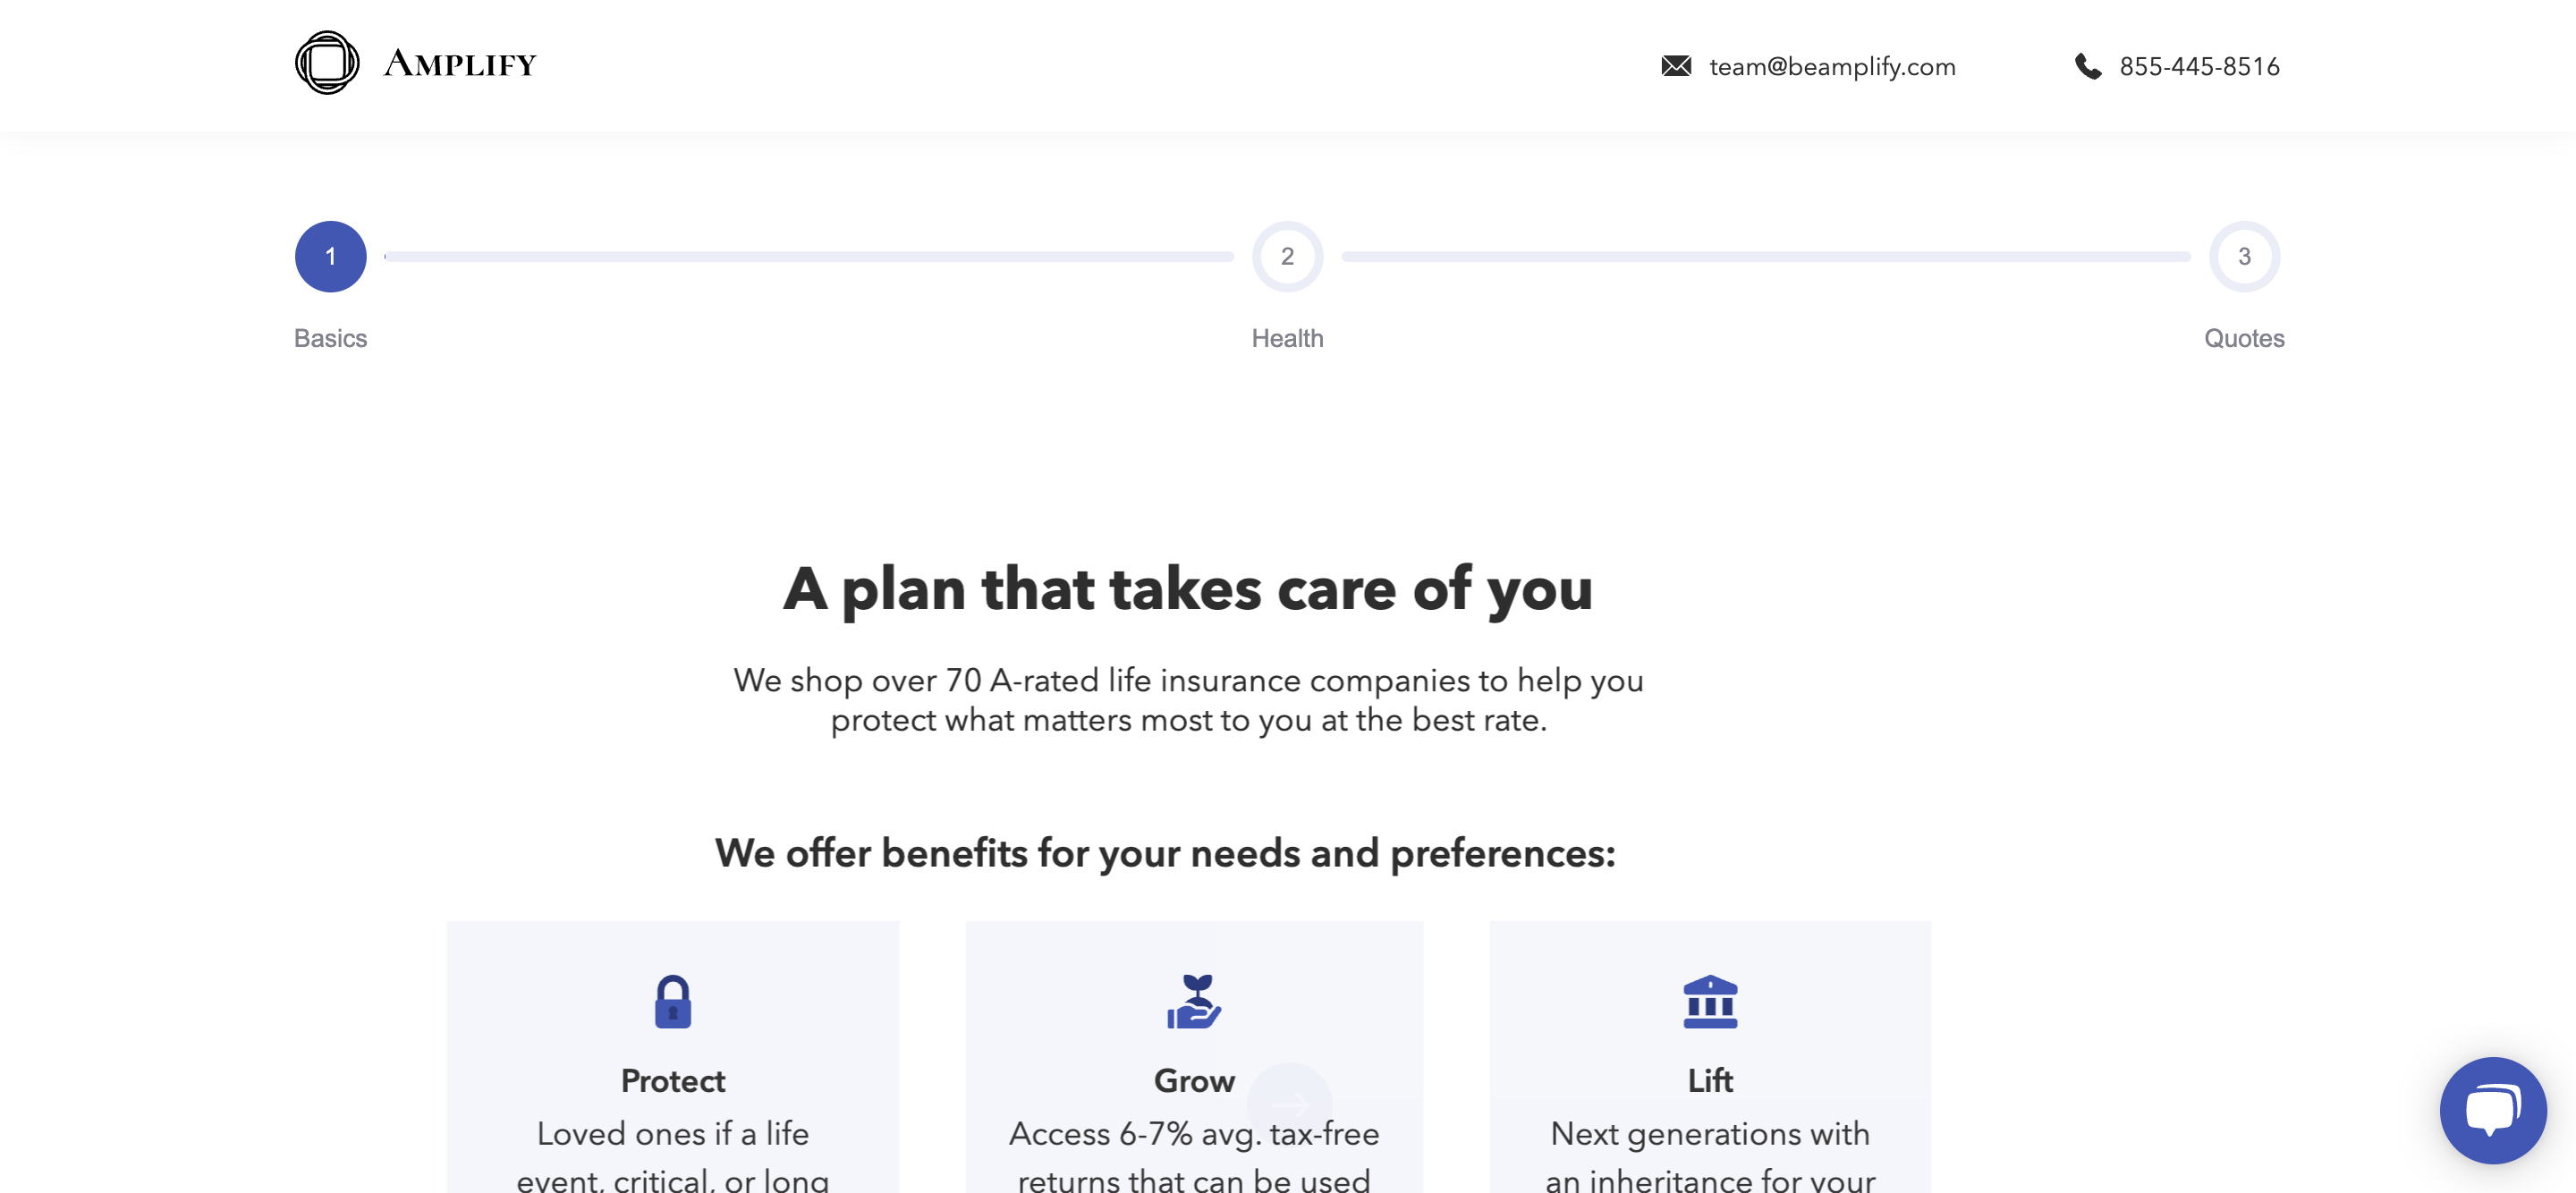 AMPLIFY
team@beamplify.com
855-445-8516
1
2
3
Basics
Health
Quotes
A plan that takes care of you
We shop over 70 A-rated life insurance companies to help you
protect what matters most to you at the best rate.
We offer benefits for your needs and preferences:
Protect
Loved ones if a life
event, critical, or long
Grow
Access 6-7% avg. tax-free
returns that can be used
Lift
Next generations with
an inheritance for your